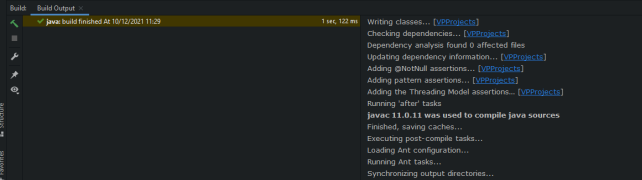 Build: Build Output ×
java: build finished At 10/12/2021 11:29 1 sec, 122 ms
Writing classes... [VPProjects]
Checking dependencies... [VPProjects]
Dependency analysis found 0 affected files
Updating dependency information... [VPProjects]
Adding @NotNull assertions... [VPProjects]
Adding pattern assertions... [VPProjects]
Adding the Threading Model assertions... [VPProjects]
Running 'after' tasks
javac 11.0.11 was used to compile java sources
Finished, saving caches...
Executing post-compile tasks...
Loading Ant configuration...
Running Ant tasks...
Synchronizing output directories...
Structure
Favorites